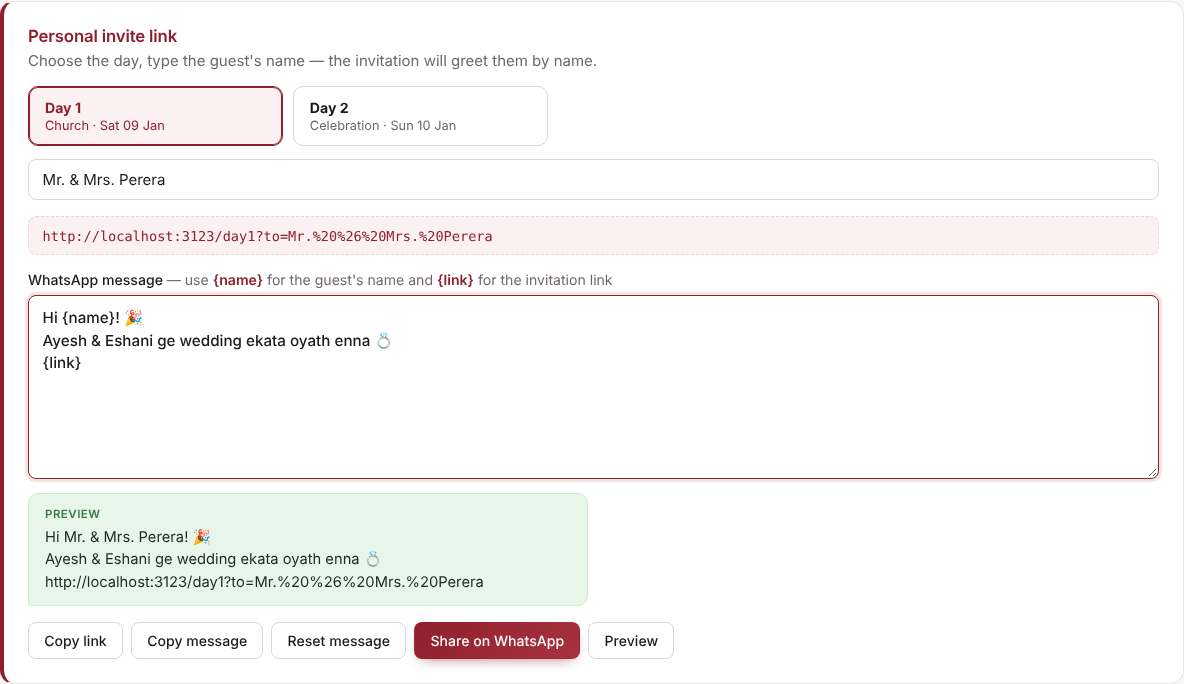 Personal invite link
Choose the day, type the guest's name — the invitation will greet them by name.
Day 1
Church · Sat 09 Jan
Day 2
Celebration · Sun 10 Jan
Mr. & Mrs. Perera
http://localhost:3123/day1?to=Mr.%20%26%20Mrs.%20Perera
WhatsApp message — use {name} for the guest's name and {link} for the invitation link
Hi {name}! 🎉
Ayesh & Eshani ge wedding ekata oyath enna 💍
{link}
PREVIEW
Hi Mr. & Mrs. Perera! 🎉
Ayesh & Eshani ge wedding ekata oyath enna 💍
http://localhost:3123/day1?to=Mr.%20%26%20Mrs.%20Perera
Copy link
Copy message
Reset message
Share on WhatsApp
Preview